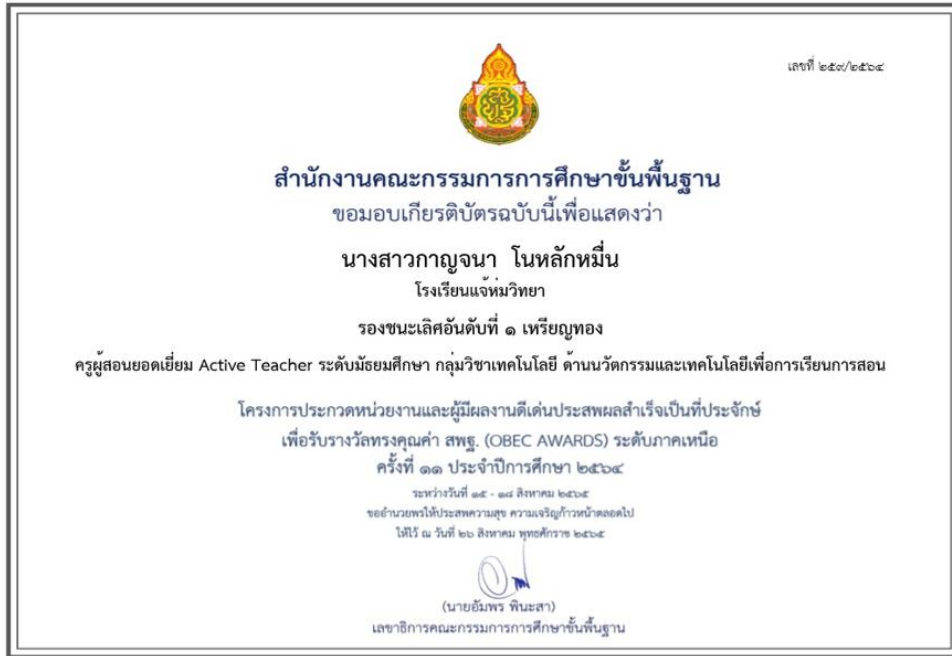 เลขที่ ๒๕๙/๒๕๖๔
สำนักงานคณะกรรมการการศึกษาขั้นพื้นฐาน
ขอมอบเกียรติบัตรฉบับนี้เพื่อแสดงว่า
นางสาวกาญจนา โนหลักหมื่น
โรงเรียนแจ้ห่มวิทยา
รองชนะเลิศอันดับที่ ๑ เหรียญทอง
ครูผู้สอนยอดเยี่ยม Active Teacher ระดับมัธยมศึกษา กลุ่มวิชาเทคโนโลยี ด้านนวัตกรรมและเทคโนโลยีเพื่อการเรียนการสอน
โครงการประกวดหน่วยงานและผู้มีผลงานดีเด่นประสพผลสำเร็จเป็นที่ประจักษ์
เพื่อรับรางวัลทรงคุณค่า สพฐ. (OBEC AWARDS) ระดับภาคเหนือ
ครั้งที่ ๑๑ ประจำปีการศึกษา ๒๕๖๔
ระหว่างวันที่ ๑๕ - ๑๘ สิงหาคม ๒๕๖๕
ขออำนวยพรให้ประสพความสุข ความเจริญก้าวหน้าตลอดไป
ให้ไว้ ณ วันที่ ๒๖ สิงหาคม พุทธศักราช ๒๕๖๕
(นายอัมพร พินะสา)
เลขาธิการคณะกรรมการการศึกษาขั้นพื้นฐาน